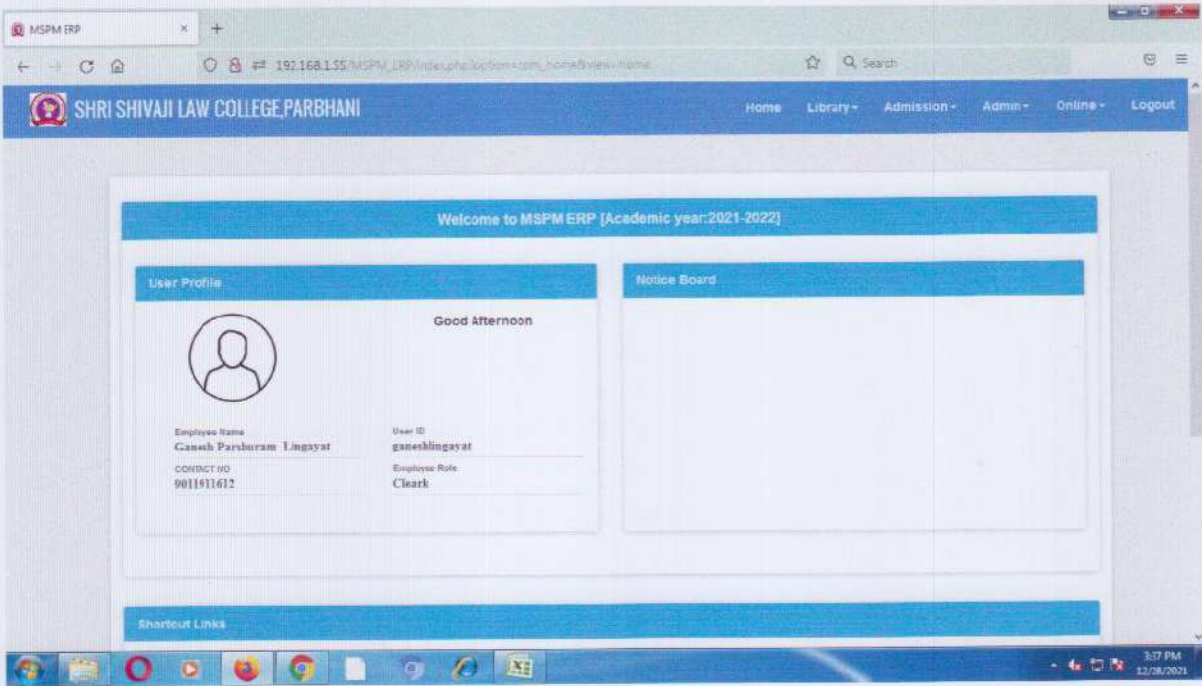 MSPM ERP
192.168.1.55/MSPM_ERP/index.php?option=com_home&view=home
Search
SHRI SHIVAJI LAW COLLEGE,PARBHANI
Home Library Admission Admin Online Logout
Welcome to MSPM ERP [Academic year:2021-2022]
User Profile
Notice Board
Good Afternoon
Employee Name
User ID
Ganesh Parshuram Lingayat
ganeshlingayat
CONTACT NO
Employee Role
9011911612
Cleark
Shortcut Links
3:37 PM
12/28/2021